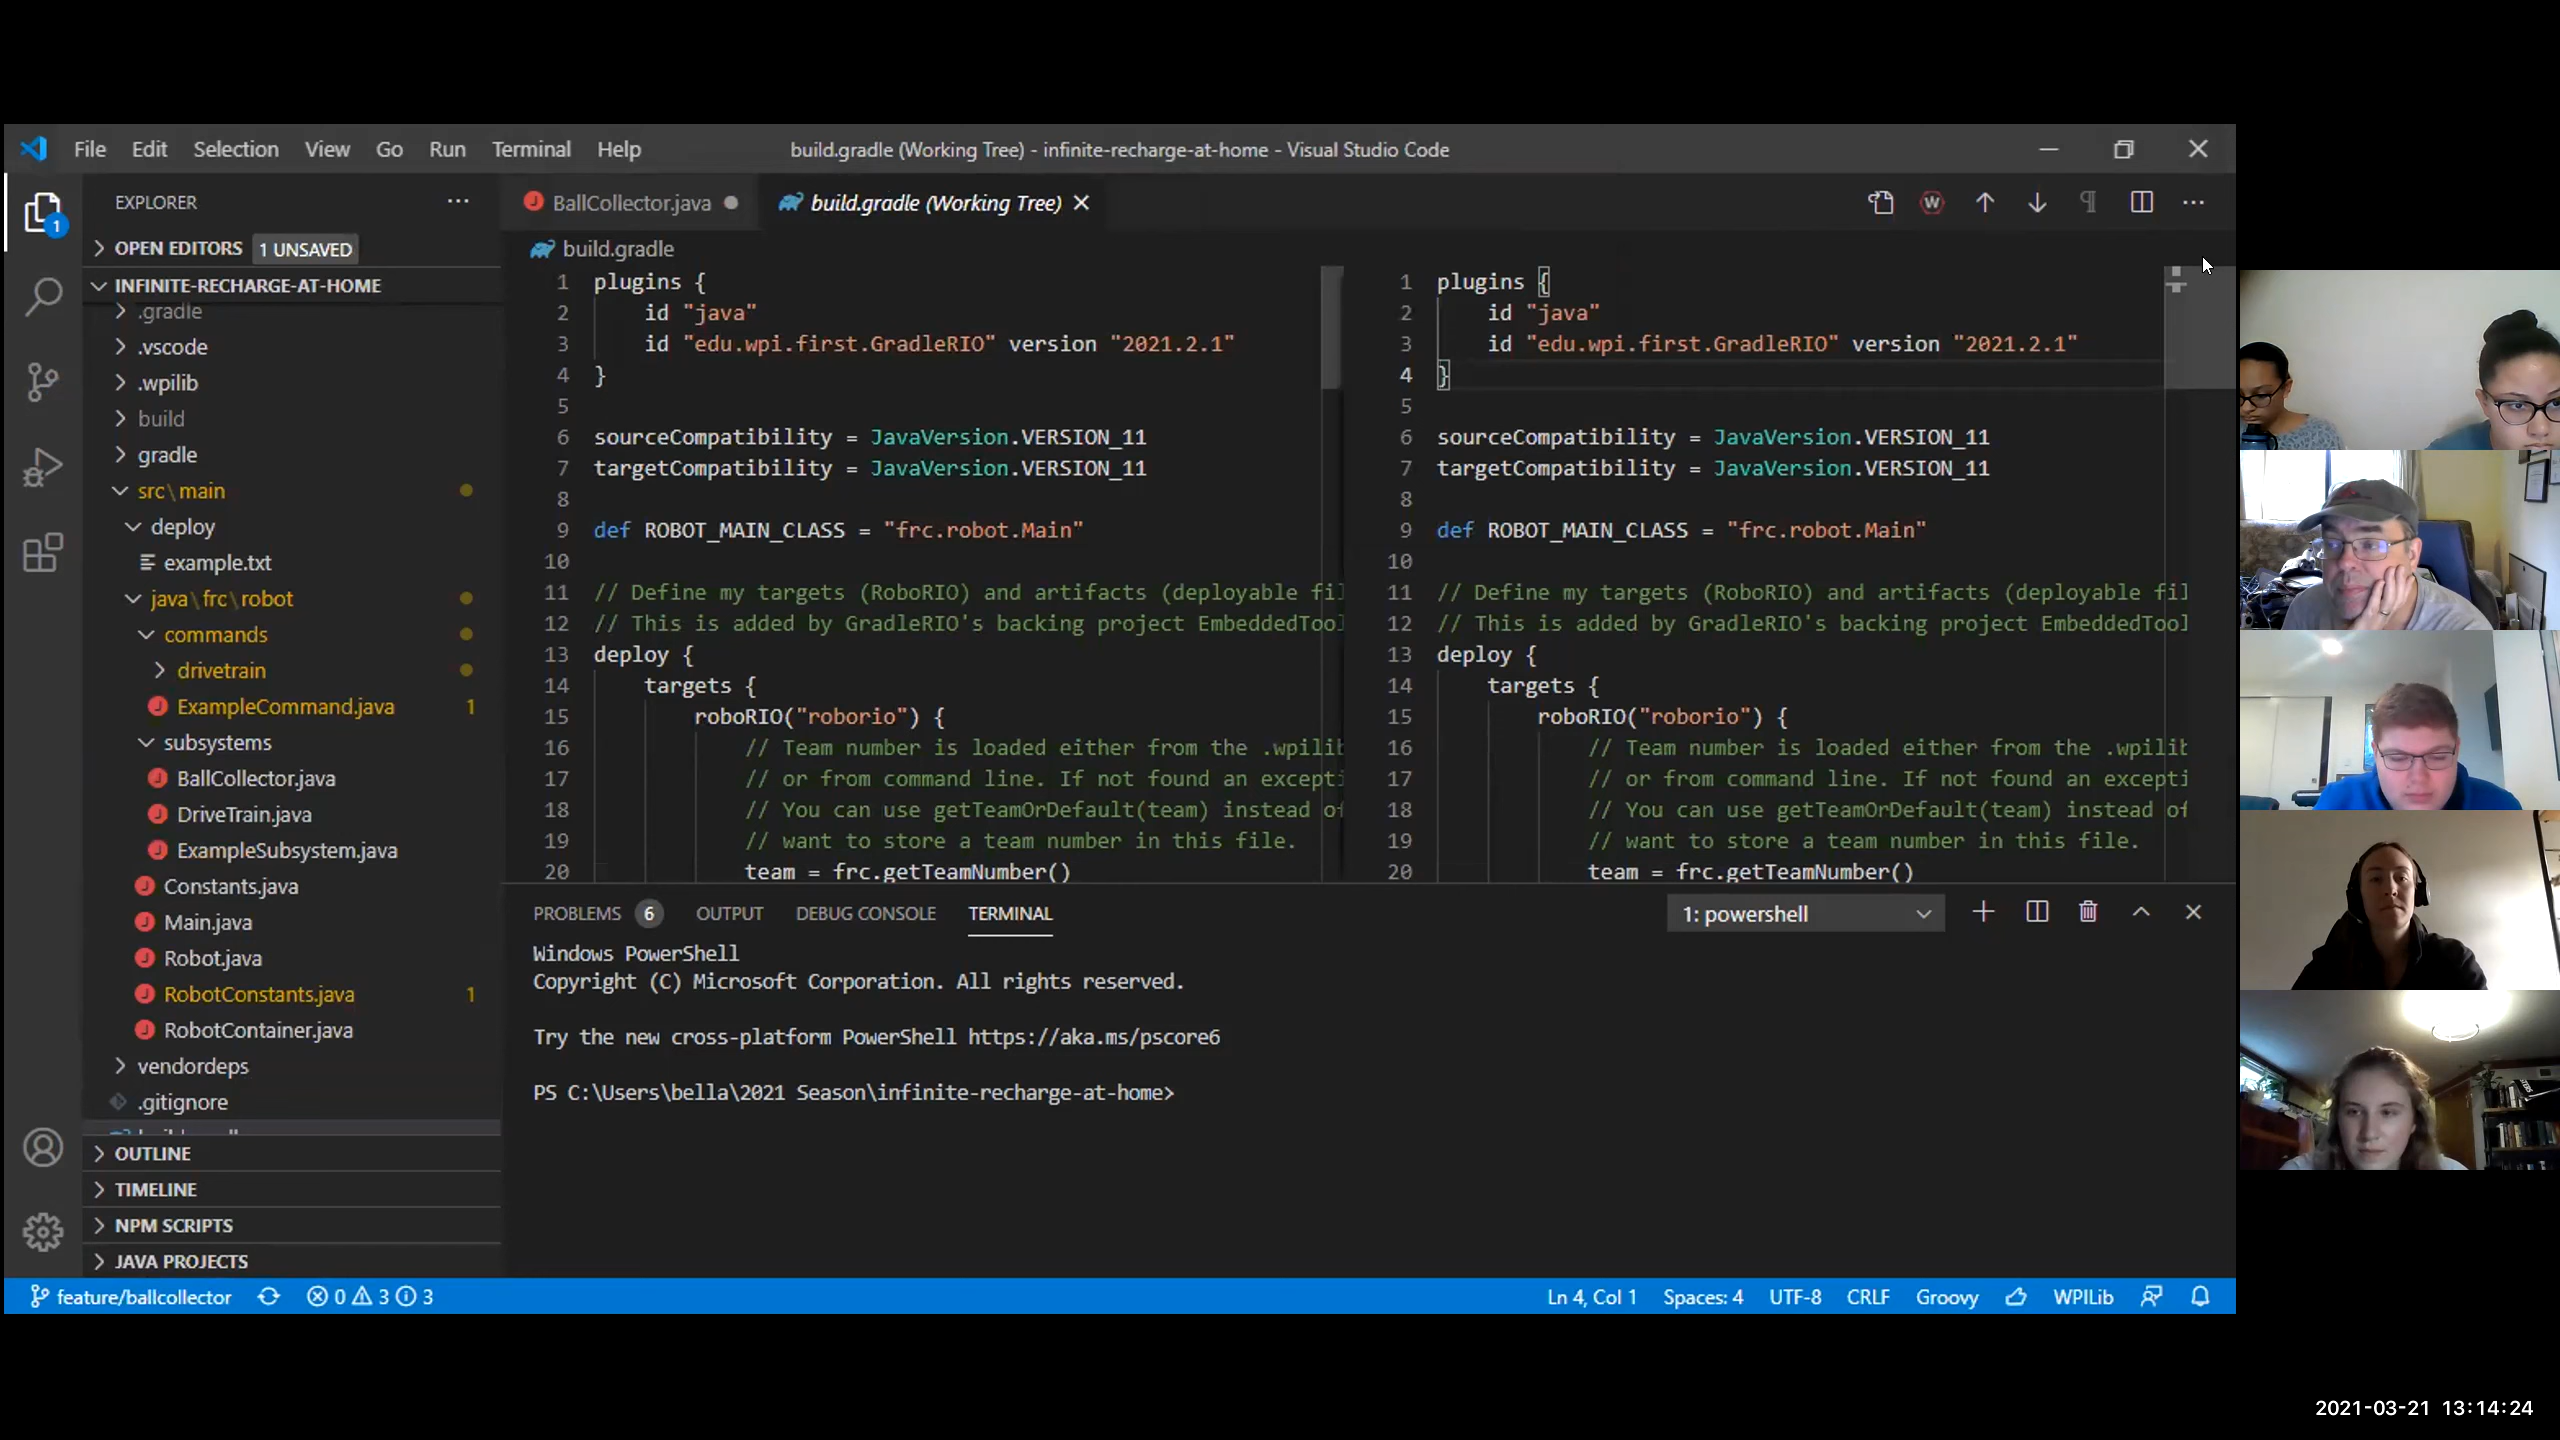 File Edit Selection View Go Run Terminal Help
build.gradle (Working Tree) - infinite-recharge-at-home - Visual Studio Code
EXPLORER
OPEN EDITORS 1 UNSAVED
INFINITE-RECHARGE-AT-HOME
.gradle
.vscode
.wpilib
build
gradle
src\main
deploy
example.txt
java\frc\robot
commands
drivetrain
ExampleCommand.java 1
subsystems
BallCollector.java
DriveTrain.java
ExampleSubsystem.java
Constants.java
Main.java
Robot.java
RobotConstants.java 1
RobotContainer.java
vendordeps
.gitignore
OUTLINE
TIMELINE
NPM SCRIPTS
JAVA PROJECTS
1
BallCollector.java
build.gradle (Working Tree)
build.gradle
1 plugins {
2 id "java"
3 id "edu.wpi.first.GradleRIO" version "2021.2.1"
4 }
5
6 sourceCompatibility = JavaVersion.VERSION_11
7 targetCompatibility = JavaVersion.VERSION_11
8
9 def ROBOT_MAIN_CLASS = "frc.robot.Main"
10
11 // Define my targets (RoboRIO) and artifacts (deployable fil
12 // This is added by GradleRIO's backing project EmbeddedTool
13 deploy {
14 targets {
15 roboRIO("roborio") {
16 // Team number is loaded either from the .wpilib
17 // or from command line. If not found an excepti
18 // You can use getTeamOrDefault(team) instead of
19 // want to store a team number in this file.
20 team = frc.getTeamNumber()
1 plugins {
2 id "java"
3 id "edu.wpi.first.GradleRIO" version "2021.2.1"
4 }
5
6 sourceCompatibility = JavaVersion.VERSION_11
7 targetCompatibility = JavaVersion.VERSION_11
8
9 def ROBOT_MAIN_CLASS = "frc.robot.Main"
10
11 // Define my targets (RoboRIO) and artifacts (deployable fil
12 // This is added by GradleRIO's backing project EmbeddedTool
13 deploy {
14 targets {
15 roboRIO("roborio") {
16 // Team number is loaded either from the .wpilib
17 // or from command line. If not found an excepti
18 // You can use getTeamOrDefault(team) instead of
19 // want to store a team number in this file.
20 team = frc.getTeamNumber()
PROBLEMS 6 OUTPUT DEBUG CONSOLE TERMINAL
1: powershell
Windows PowerShell
Copyright (C) Microsoft Corporation. All rights reserved.
Try the new cross-platform PowerShell https://aka.ms/pscore6
PS C:\Users\bella\2021 Season\infinite-recharge-at-home>
feature/ballcollector 0 3 3
Ln 4, Col 1 Spaces: 4 UTF-8 CRLF Groovy WPILib
2021-03-21 13:14:24